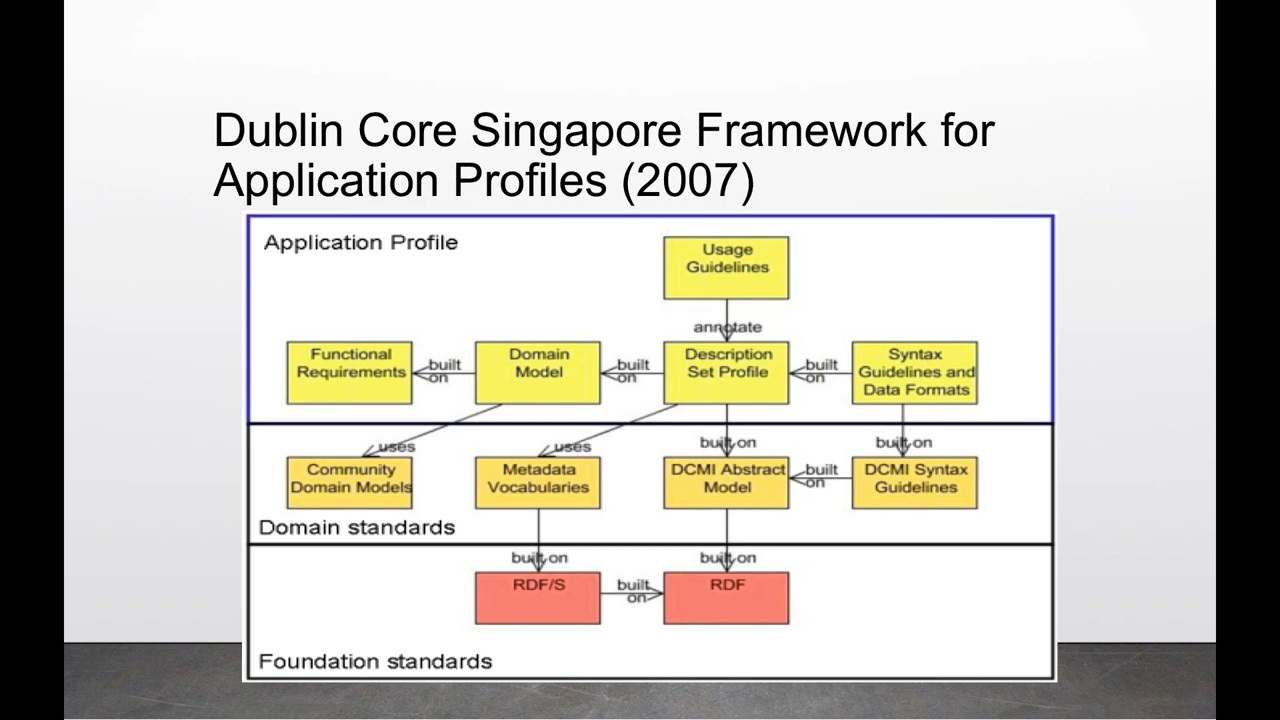 Dublin Core Singapore Framework for
Application Profiles (2007)
Application Profile
Usage
Guidelines
annotate
Functional
Requirements
built
on
Domain
Model
built
on
Description
Set Profile
built
on
Syntax
Guidelines and
Data Formats
uses
uses
built on
built on
Community
Domain Models
Metadata
Vocabularies
DCMI Abstract
Model
built
on
DCMI Syntax
Guidelines
Domain standards
built on
built on
RDF/S
built
on
RDF
Foundation standards